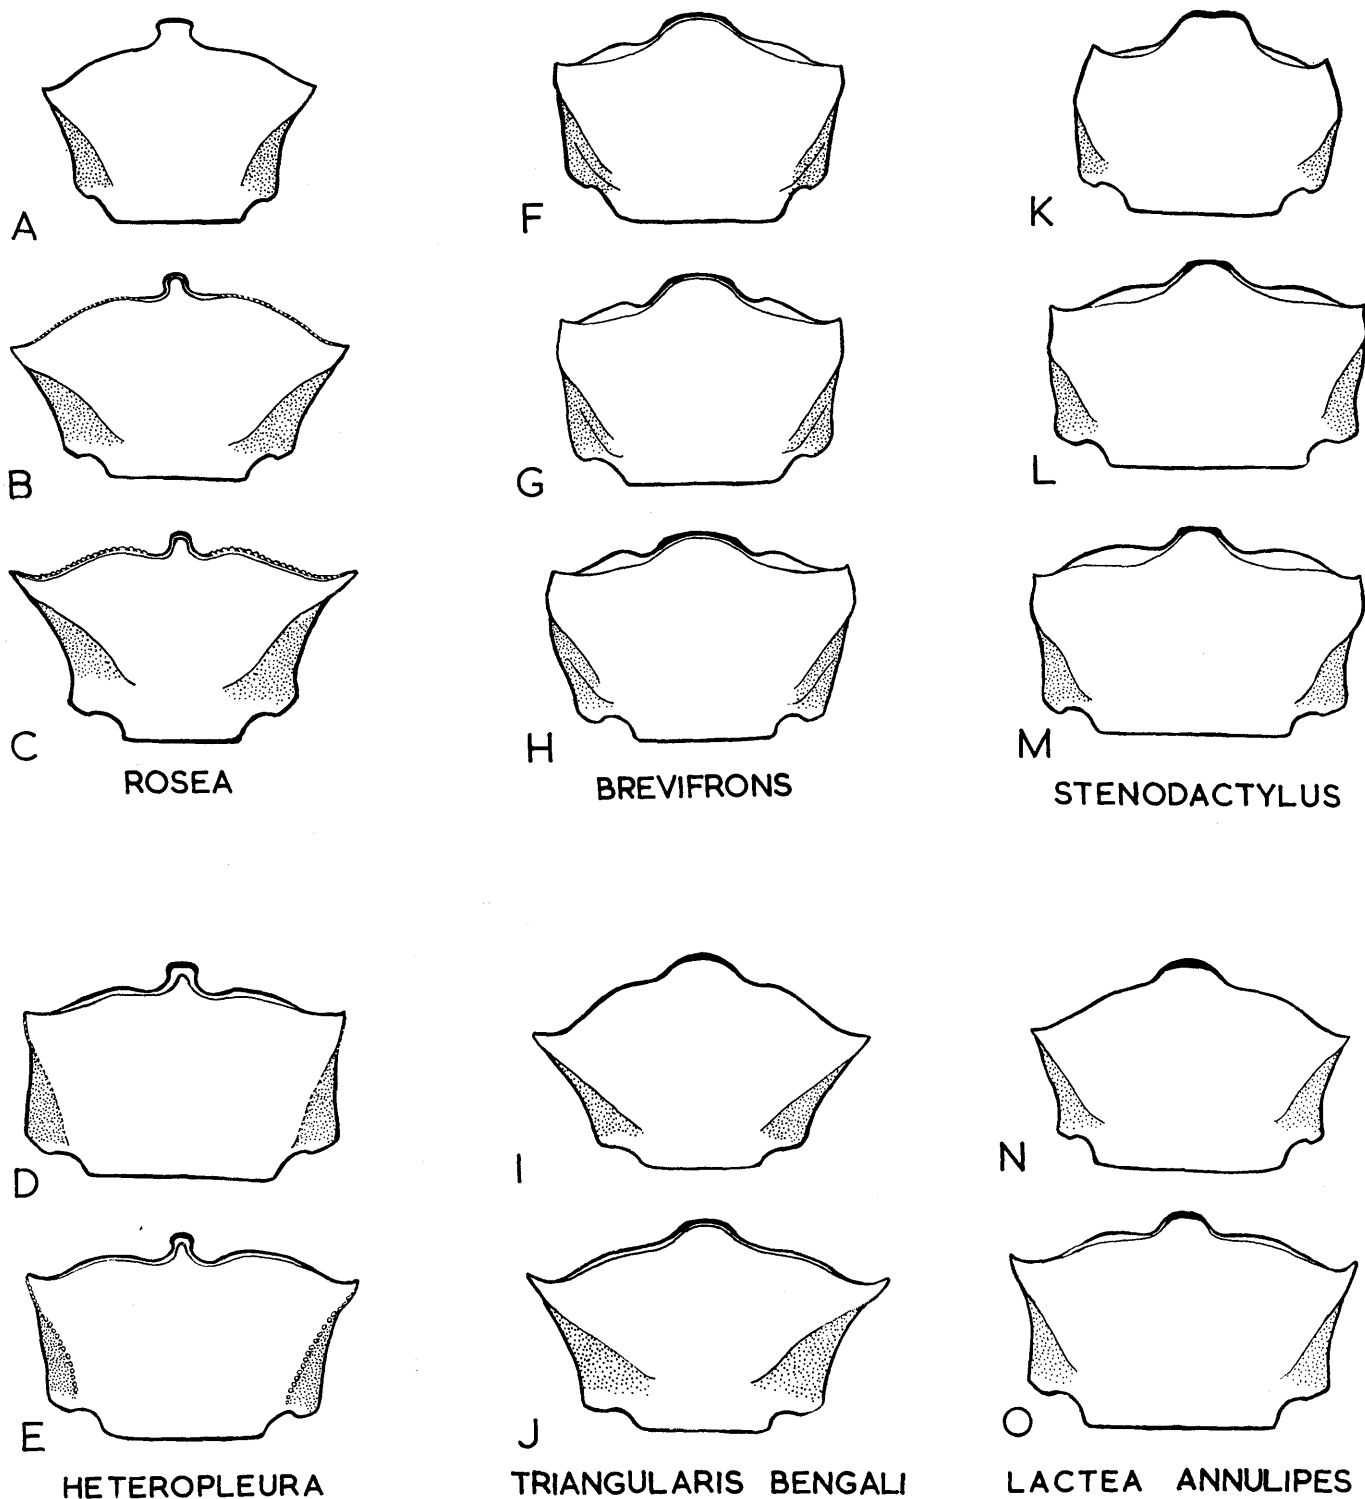 A
F
K
B
G
L
C
H
M
ROSEA
BREVIFRONS
STENODACTYLUS
D
I
N
E
J
O
HETEROPLEURA
TRIANGULARIS BENGALI
LACTEA ANNULIPES